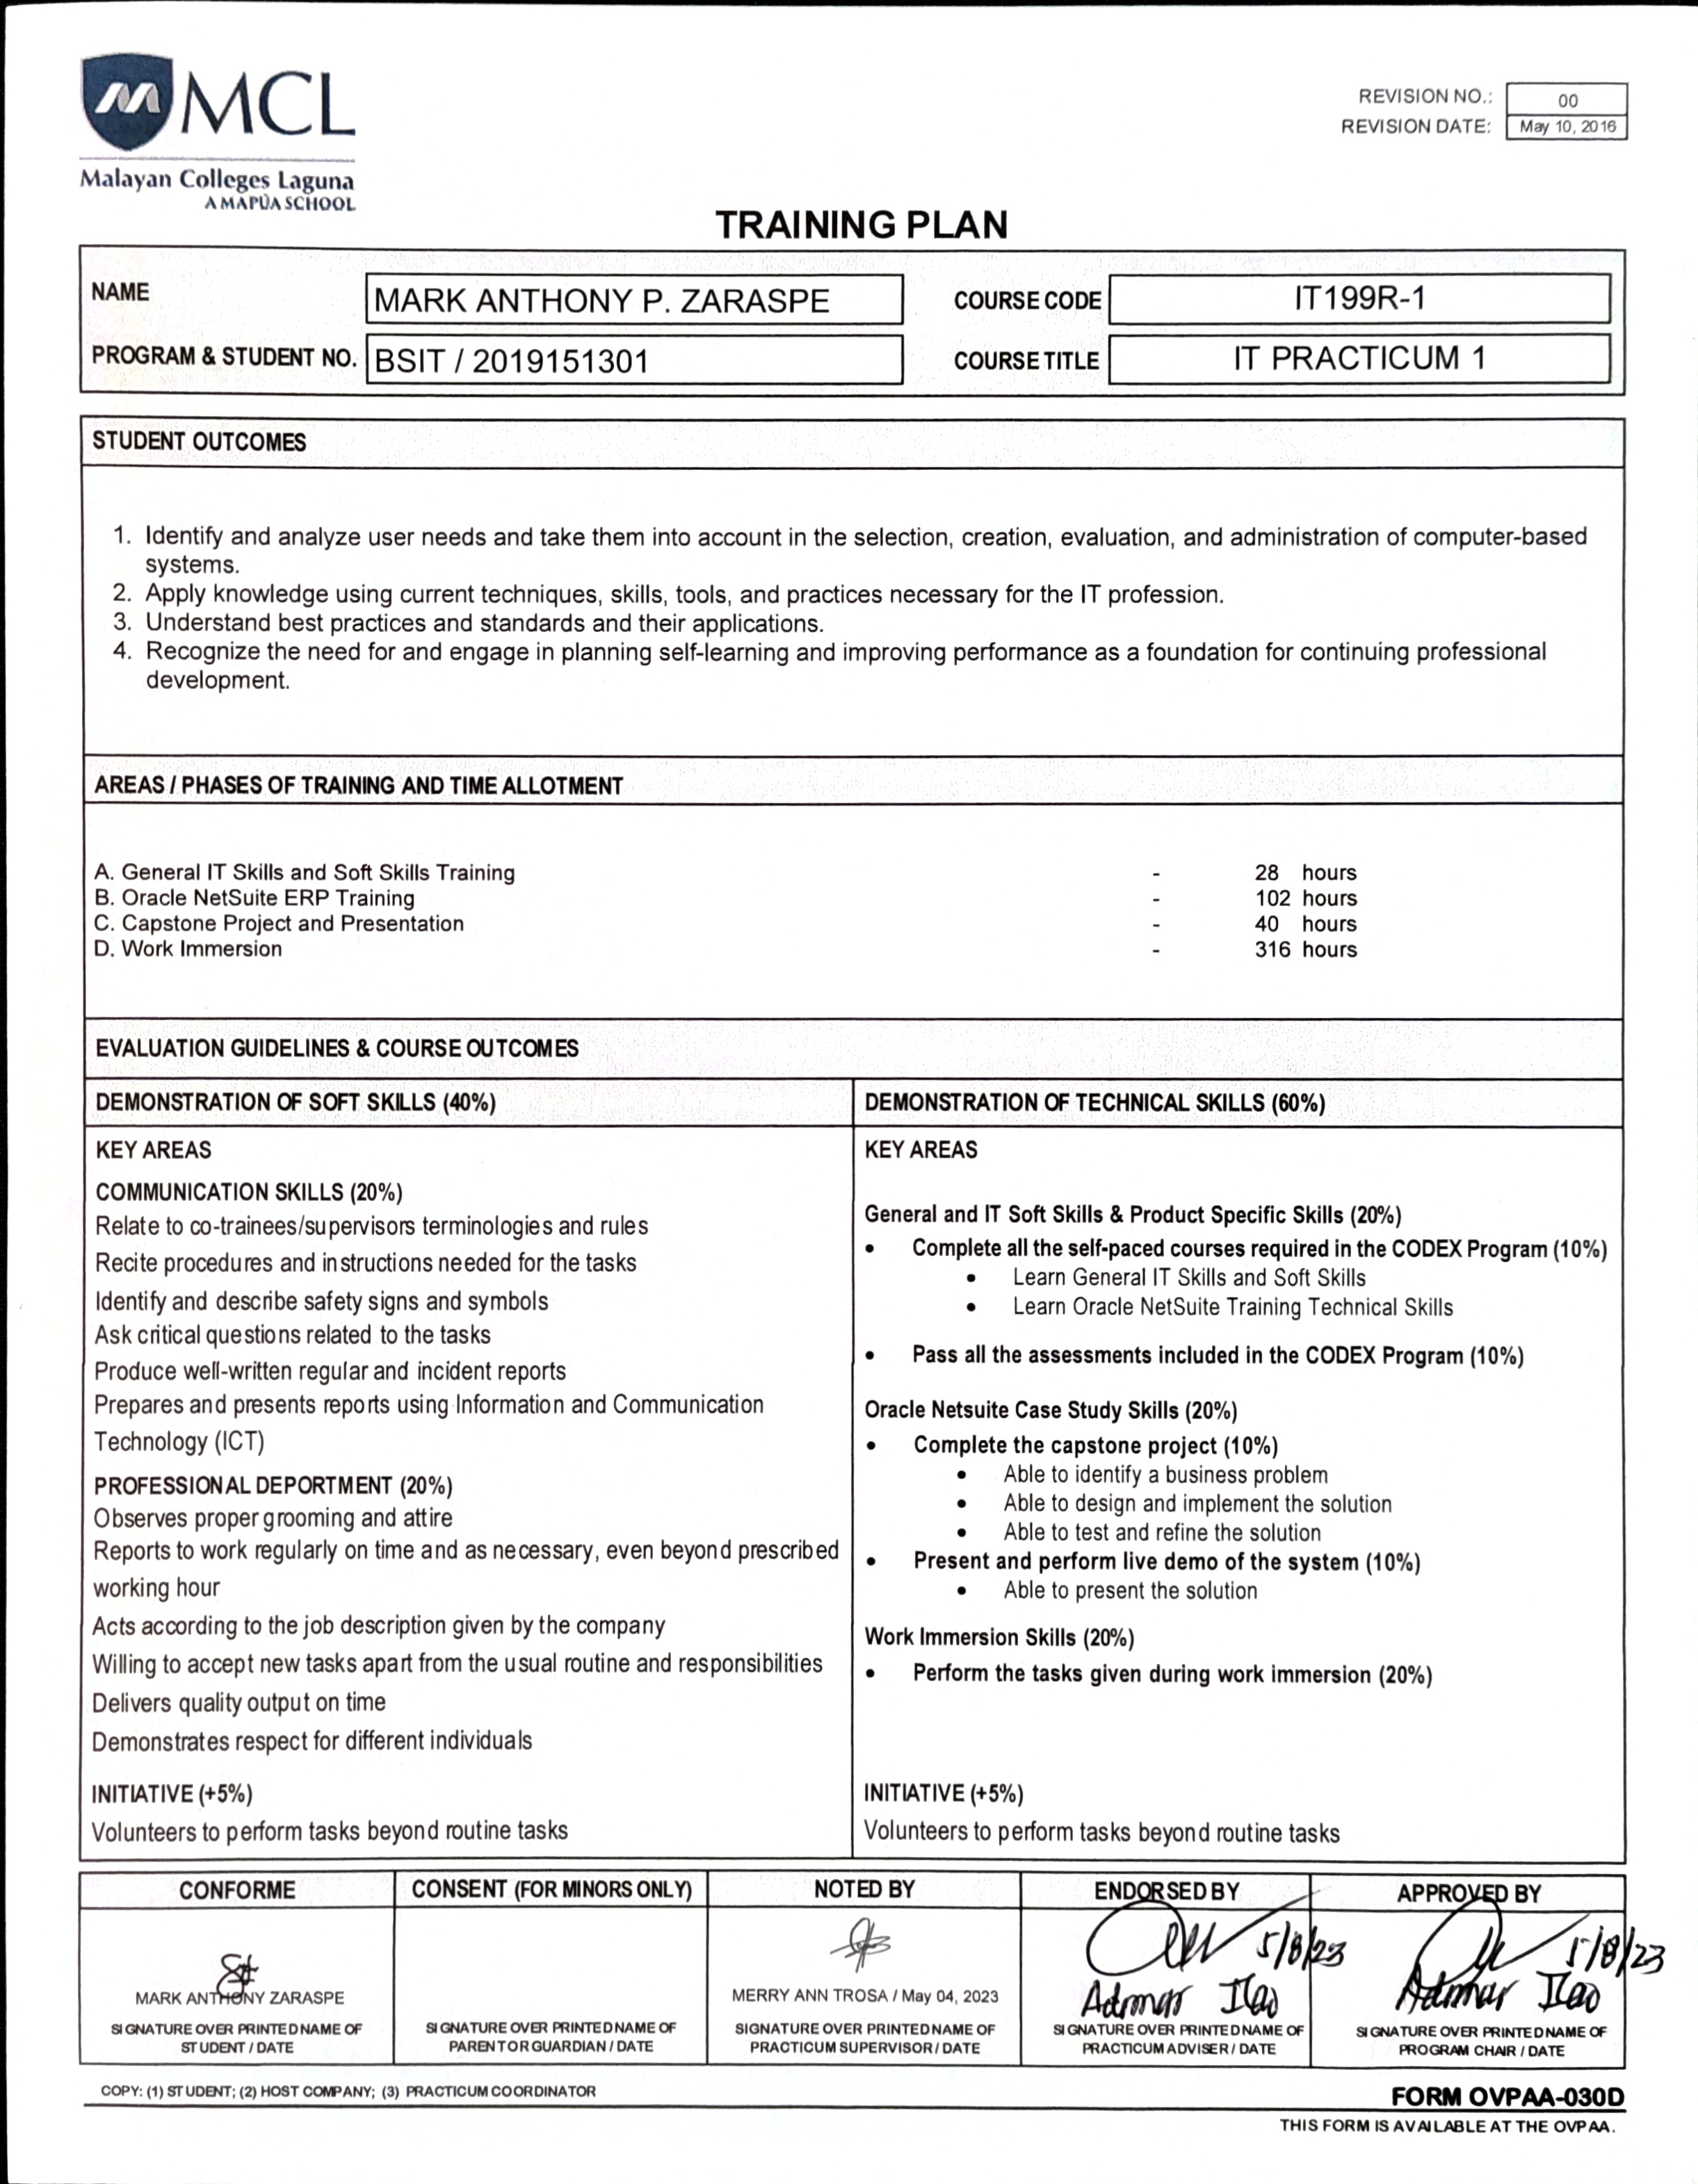 MCL
Malayan Colleges Laguna
A MAPÚA SCHOOL
REVISION NO.: 00
REVISION DATE: May 10, 2016
TRAINING PLAN
NAME MARK ANTHONY P. ZARASPE COURSE CODE IT199R-1
PROGRAM & STUDENT NO. BSIT / 2019151301 COURSE TITLE IT PRACTICUM 1
STUDENT OUTCOMES
1. Identify and analyze user needs and take them into account in the selection, creation, evaluation, and administration of computer-based
systems.
2. Apply knowledge using current techniques, skills, tools, and practices necessary for the IT profession.
3. Understand best practices and standards and their applications.
4. Recognize the need for and engage in planning self-learning and improving performance as a foundation for continuing professional
development.
AREAS / PHASES OF TRAINING AND TIME ALLOTMENT
A. General IT Skills and Soft Skills Training - 28 hours
B. Oracle NetSuite ERP Training - 102 hours
C. Capstone Project and Presentation - 40 hours
D. Work Immersion - 316 hours
EVALUATION GUIDELINES & COURSE OUTCOMES
DEMONSTRATION OF SOFT SKILLS (40%)
KEY AREAS
COMMUNICATION SKILLS (20%)
Relate to co-trainees/supervisors terminologies and rules
Recite procedures and instructions needed for the tasks
Identify and describe safety signs and symbols
Ask critical questions related to the tasks
Produce well-written regular and incident reports
Prepares and presents reports using Information and Communication
Technology (ICT)
PROFESSIONAL DEPORTMENT (20%)
Observes proper grooming and attire
Reports to work regularly on time and as necessary, even beyond prescribed
working hour
Acts according to the job description given by the company
Willing to accept new tasks apart from the usual routine and responsibilities
Delivers quality output on time
Demonstrates respect for different individuals
INITIATIVE (+5%)
Volunteers to perform tasks beyond routine tasks
DEMONSTRATION OF TECHNICAL SKILLS (60%)
KEY AREAS
General and IT Soft Skills & Product Specific Skills (20%)
• Complete all the self-paced courses required in the CODEX Program (10%)
• Learn General IT Skills and Soft Skills
• Learn Oracle NetSuite Training Technical Skills
• Pass all the assessments included in the CODEX Program (10%)
Oracle Netsuite Case Study Skills (20%)
• Complete the capstone project (10%)
• Able to identify a business problem
• Able to design and implement the solution
• Able to test and refine the solution
• Present and perform live demo of the system (10%)
• Able to present the solution
Work Immersion Skills (20%)
• Perform the tasks given during work immersion (20%)
INITIATIVE (+5%)
Volunteers to perform tasks beyond routine tasks
CONFORME
MARK ANTHONY ZARASPE
SIGNATURE OVER PRINTED NAME OF
STUDENT / DATE
CONSENT (FOR MINORS ONLY)
SIGNATURE OVER PRINTED NAME OF
PARENT OR GUARDIAN / DATE
NOTED BY
MERRY ANN TROSA / May 04, 2023
SIGNATURE OVER PRINTED NAME OF
PRACTICUM SUPERVISOR / DATE
ENDORSED BY
5/8/23
Admar Ilao
SIGNATURE OVER PRINTED NAME OF
PRACTICUM ADVISER / DATE
APPROVED BY
5/8/23
Admar Ilao
SIGNATURE OVER PRINTED NAME OF
PROGRAM CHAIR / DATE
COPY: (1) STUDENT; (2) HOST COMPANY; (3) PRACTICUM COORDINATOR
FORM OVPAA-030D
THIS FORM IS AVAILABLE AT THE OVPAA.